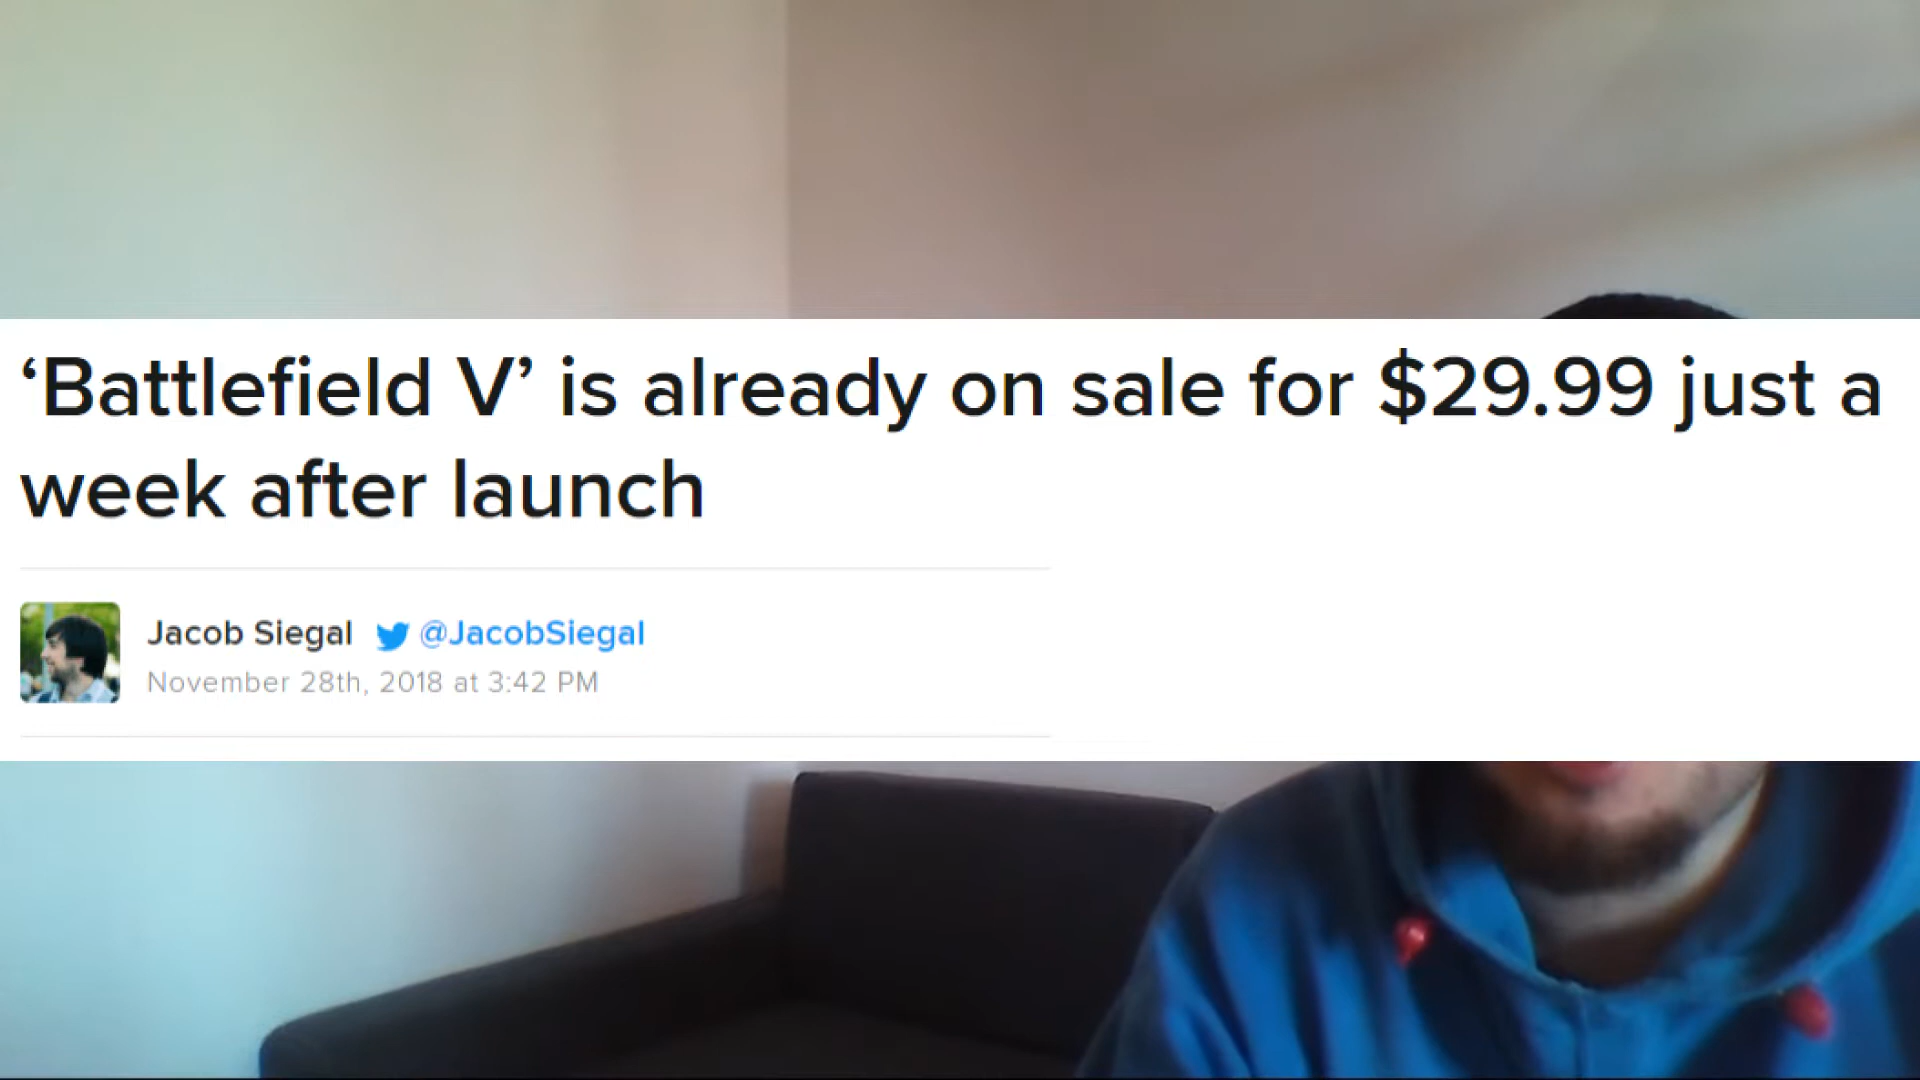 ‘Battlefield V’ is already on sale for $29.99 just a
week after launch
Jacob Siegal @JacobSiegal
November 28th, 2018 at 3:42 PM